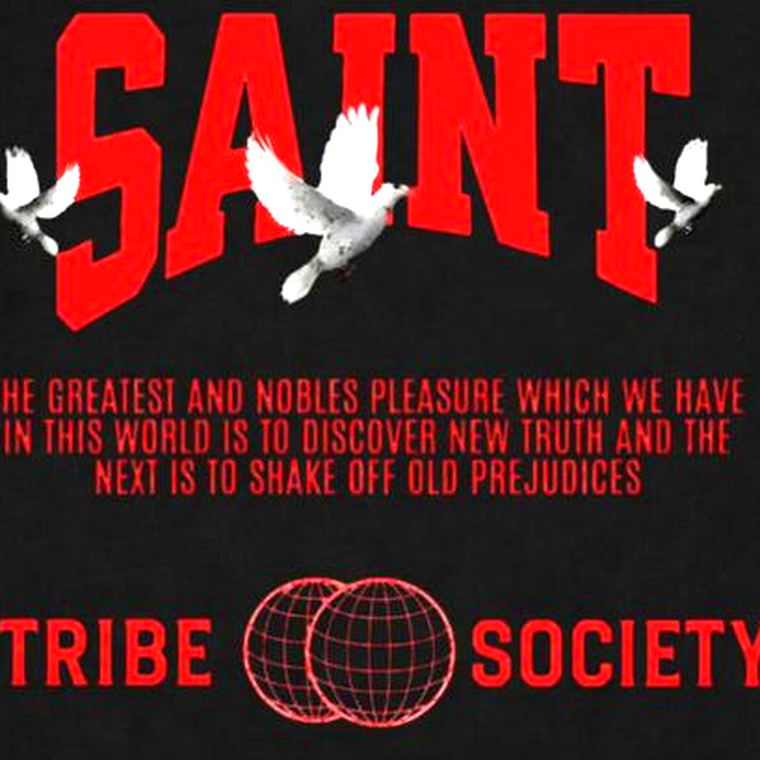 SAINT
HE GREATEST AND NOBLES PLEASURE WHICH WE HAVE
IN THIS WORLD IS TO DISCOVER NEW TRUTH AND THE
NEXT IS TO SHAKE OFF OLD PREJUDICES
TRIBE SOCIETY